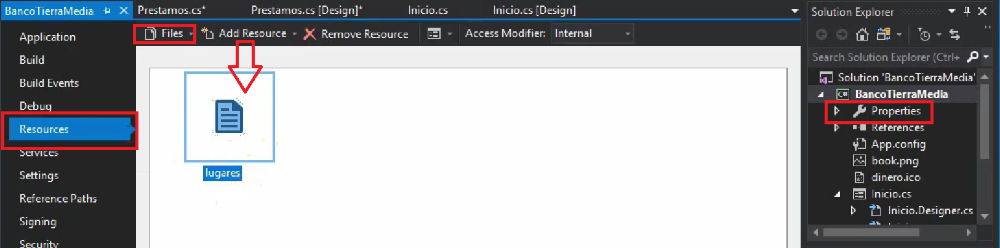 BancoTierraMedia
Prestamos.cs*
Prestamos.cs [Design]*
Inicio.cs
Inicio.cs [Design]
Application
Build
Build Events
Debug
Resources
Services
Settings
Reference Paths
Signing
Security
Files
Add Resource
Remove Resource
Access Modifier:
Internal
lugares
Solution Explorer
Search Solution Explorer (Ctrl+
Solution 'BancoTierraMedia'
C# BancoTierraMedia
Properties
References
App.config
book.png
dinero.ico
Inicio.cs
Inicio.Designer.cs